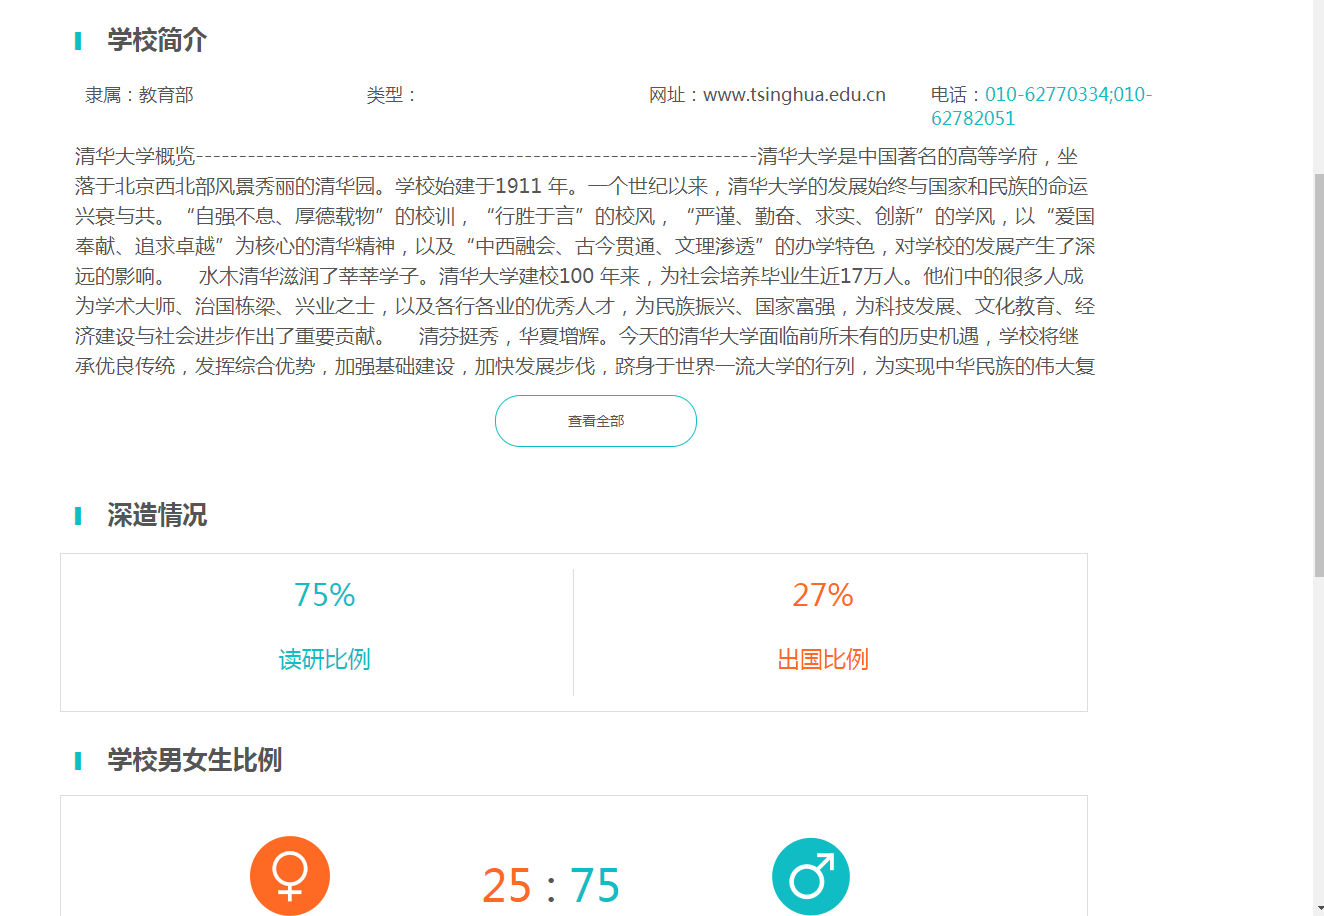 学校简介
隶属：教育部 类型： 网址：www.tsinghua.edu.cn 电话：010-62770334;010-
62782051
清华大学概览-----------------------------------------------------------------清华大学是中国著名的高等学府，坐
落于北京西北部风景秀丽的清华园。学校始建于1911 年。一个世纪以来，清华大学的发展始终与国家和民族的命运
兴衰与共。“自强不息、厚德载物”的校训，“行胜于言”的校风，“严谨、勤奋、求实、创新”的学风，以“爱国
奉献、追求卓越”为核心的清华精神，以及“中西融会、古今贯通、文理渗透”的办学特色，对学校的发展产生了深
远的影响。 水木清华滋润了莘莘学子。清华大学建校100 年来，为社会培养毕业生近17万人。他们中的很多人成
为学术大师、治国栋梁、兴业之士，以及各行各业的优秀人才，为民族振兴、国家富强，为科技发展、文化教育、经
济建设与社会进步作出了重要贡献。 清芬挺秀，华夏增辉。今天的清华大学面临前所未有的历史机遇，学校将继
承优良传统，发挥综合优势，加强基础建设，加快发展步伐，跻身于世界一流大学的行列，为实现中华民族的伟大复
查看全部
深造情况
75% 27%
读研比例 出国比例
学校男女生比例
25 : 75